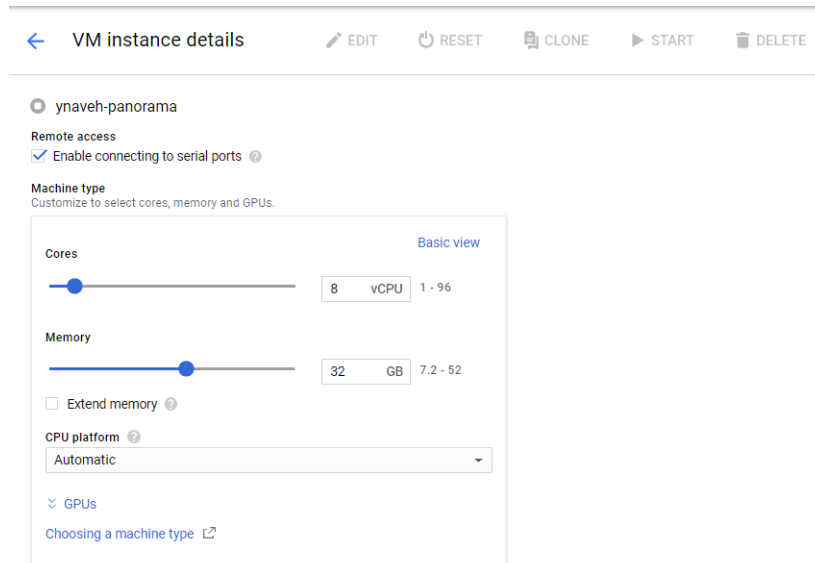 VM instance details EDIT RESET CLONE START DELETE
ynaveh-panorama
Remote access
Enable connecting to serial ports ?
Machine type
Customize to select cores, memory and GPUs.
Basic view
Cores
8 vCPU 1 - 96
Memory
32 GB 7.2 - 52
Extend memory ?
CPU platform ?
Automatic
GPUs
Choosing a machine type